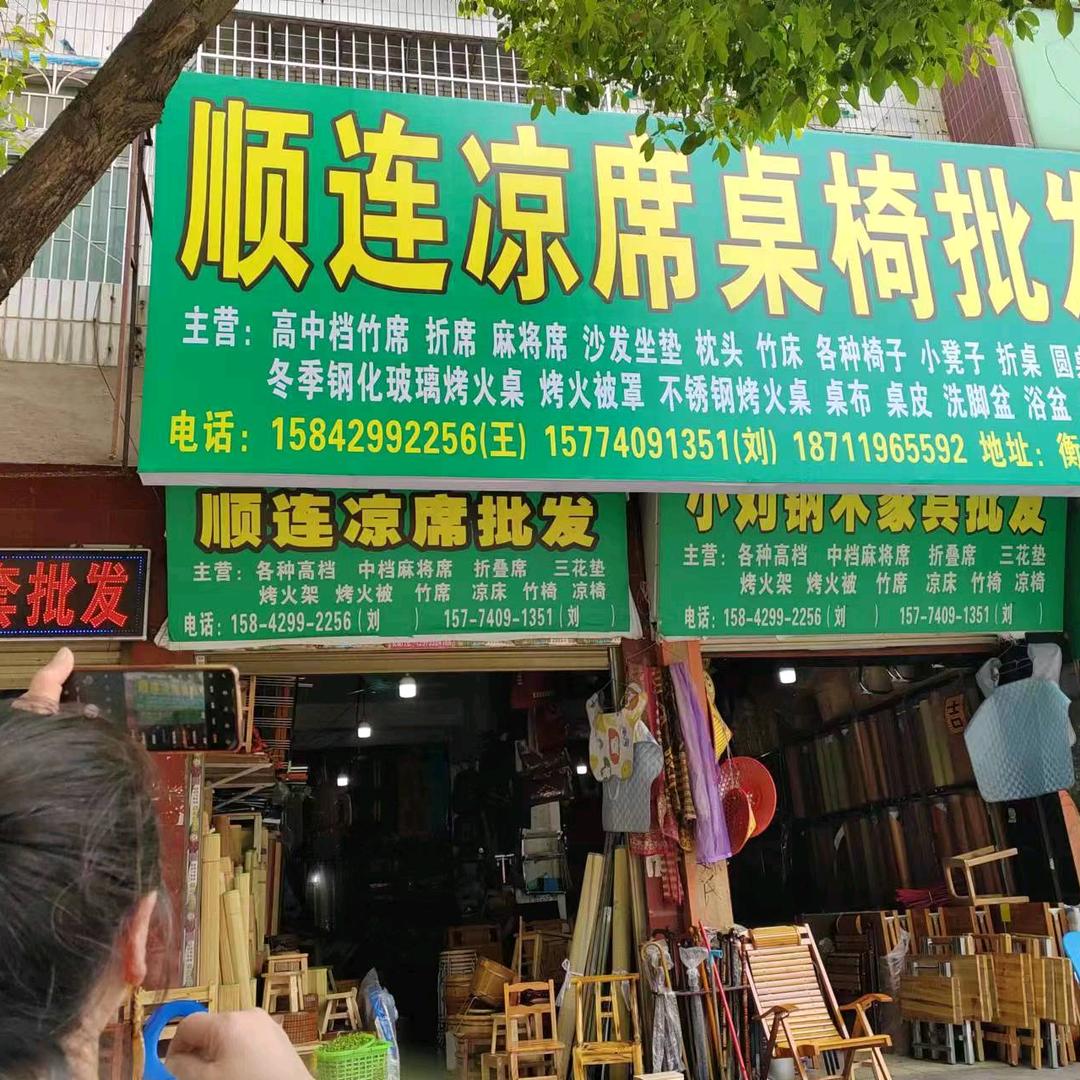 顺连凉席桌椅批发
主营：高中档竹席 折席 麻将席 沙发坐垫 枕头 竹床 各种椅子 小凳子 折桌 圆桌
冬季钢化玻璃烤火桌 烤火被罩 不锈钢烤火桌 桌布 桌皮 洗脚盆 浴盆
电话：15842992256(王) 15774091351(刘) 18711965592 地址：衡
顺连凉席批发
主营：各种高档 中档麻将席 折叠席 三花垫
烤火架 烤火被 竹席 凉床 竹椅 凉椅
电话：158-4299-2256（刘 ） 157-7409-1351（刘 ）
小刘钢木家具批发
主营：各种高档 中档麻将席 折叠席 三花垫
烤火架 烤火被 竹席 凉床 竹椅 凉椅
电话：158-4299-2256（刘 ） 157-7409-1351（刘 ）
套批发
吉